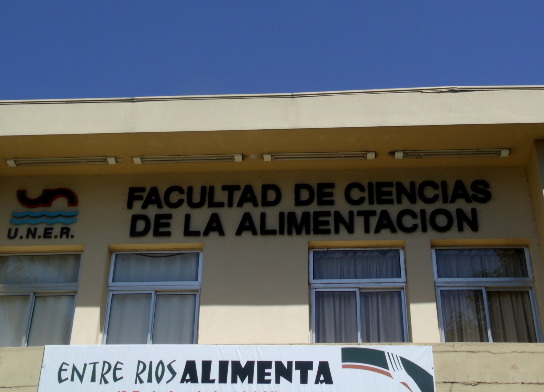 FACULTAD DE CIENCIAS
DE LA ALIMENTACION
U.N.E.R.
ENTRE RIOS ALIMENTA